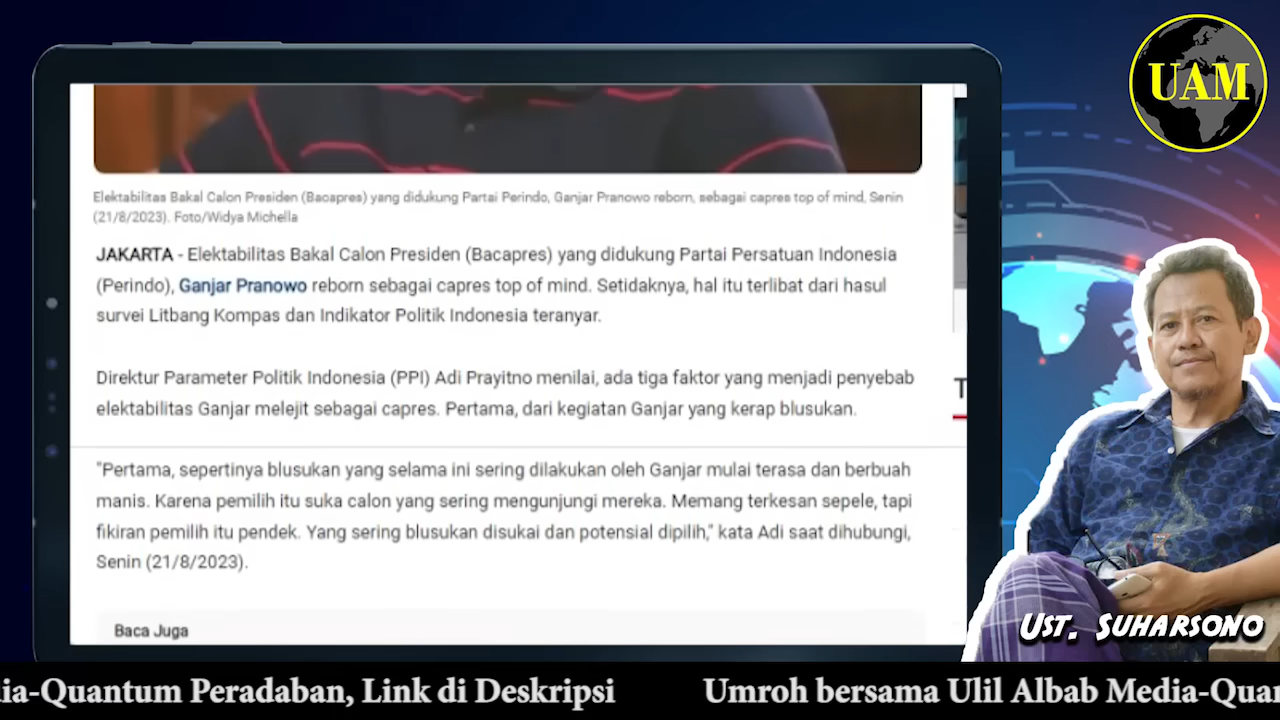 UAM
Elektabilitas Bakal Calon Presiden (Bacapres) yang didukung Partai Perindo, Ganjar Pranowo reborn, sebagai capres top of mind, Senin
(21/8/2023). Foto/Widya Michella
JAKARTA - Elektabilitas Bakal Calon Presiden (Bacapres) yang didukung Partai Persatuan Indonesia
(Perindo), Ganjar Pranowo reborn sebagai capres top of mind. Setidaknya, hal itu terlibat dari hasul
survei Litbang Kompas dan Indikator Politik Indonesia teranyar.
Direktur Parameter Politik Indonesia (PPI) Adi Prayitno menilai, ada tiga faktor yang menjadi penyebab
elektabilitas Ganjar melejit sebagai capres. Pertama, dari kegiatan Ganjar yang kerap blusukan.
T
"Pertama, sepertinya blusukan yang selama ini sering dilakukan oleh Ganjar mulai terasa dan berbuah
manis. Karena pemilih itu suka calon yang sering mengunjungi mereka. Memang terkesan sepele, tapi
fikiran pemilih itu pendek. Yang sering blusukan disukai dan potensial dipilih," kata Adi saat dihubungi,
Senin (21/8/2023).
Baca Juga
UST. SUHARSONO
ia-Quantum Peradaban, Link di Deskripsi Umroh bersama Ulil Albab Media-Quan